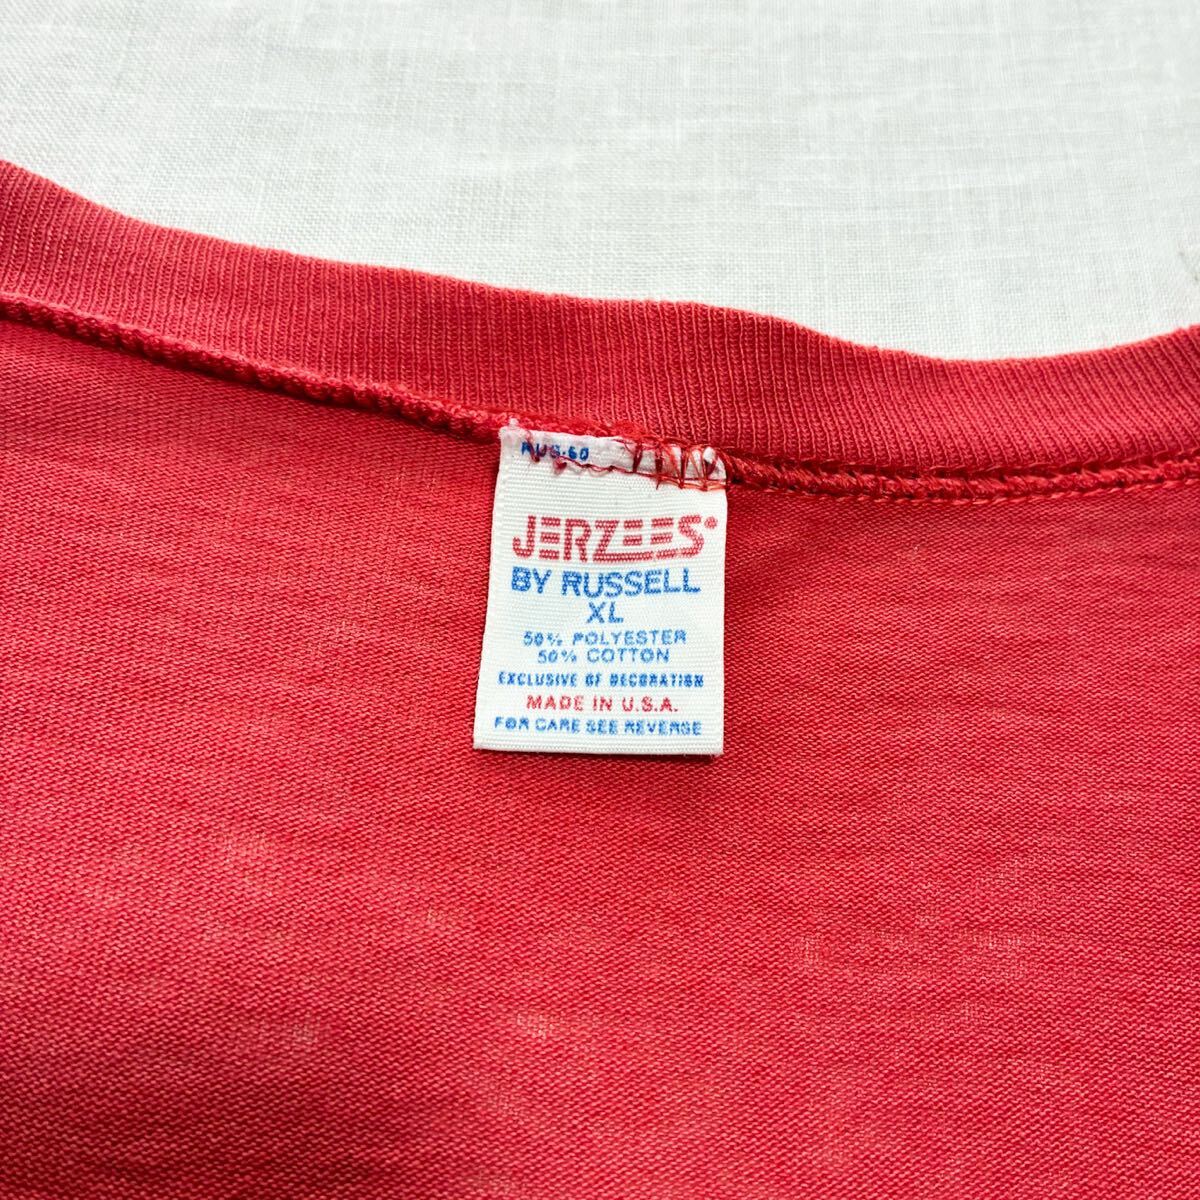 JERZEES®
BY RUSSELL
XL
50% POLYESTER
50% COTTON
EXCLUSIVE OF DECORATION
MADE IN U.S.A.
FOR CARE SEE REVERSE